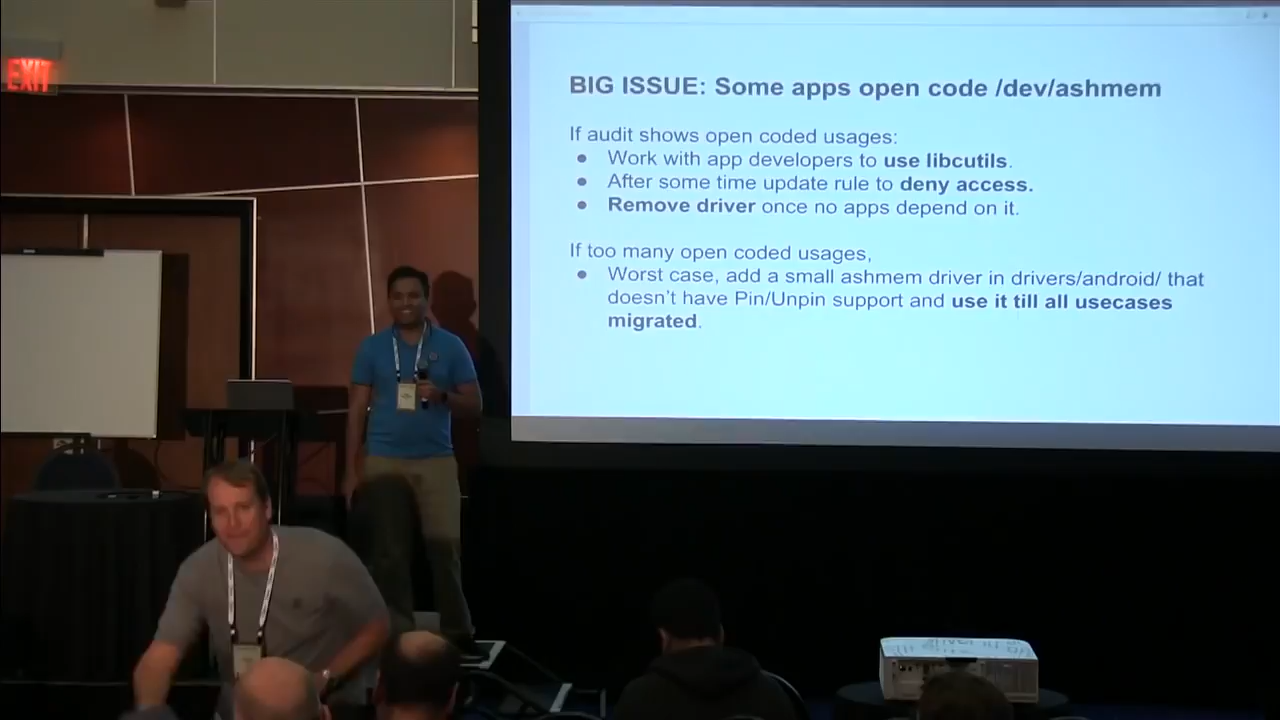 EXIT
BIG ISSUE: Some apps open code /dev/ashmem
If audit shows open coded usages:
● Work with app developers to use libcutils.
● After some time update rule to deny access.
● Remove driver once no apps depend on it.
If too many open coded usages,
● Worst case, add a small ashmem driver in drivers/android/ that
doesn't have Pin/Unpin support and use it till all usecases
migrated.